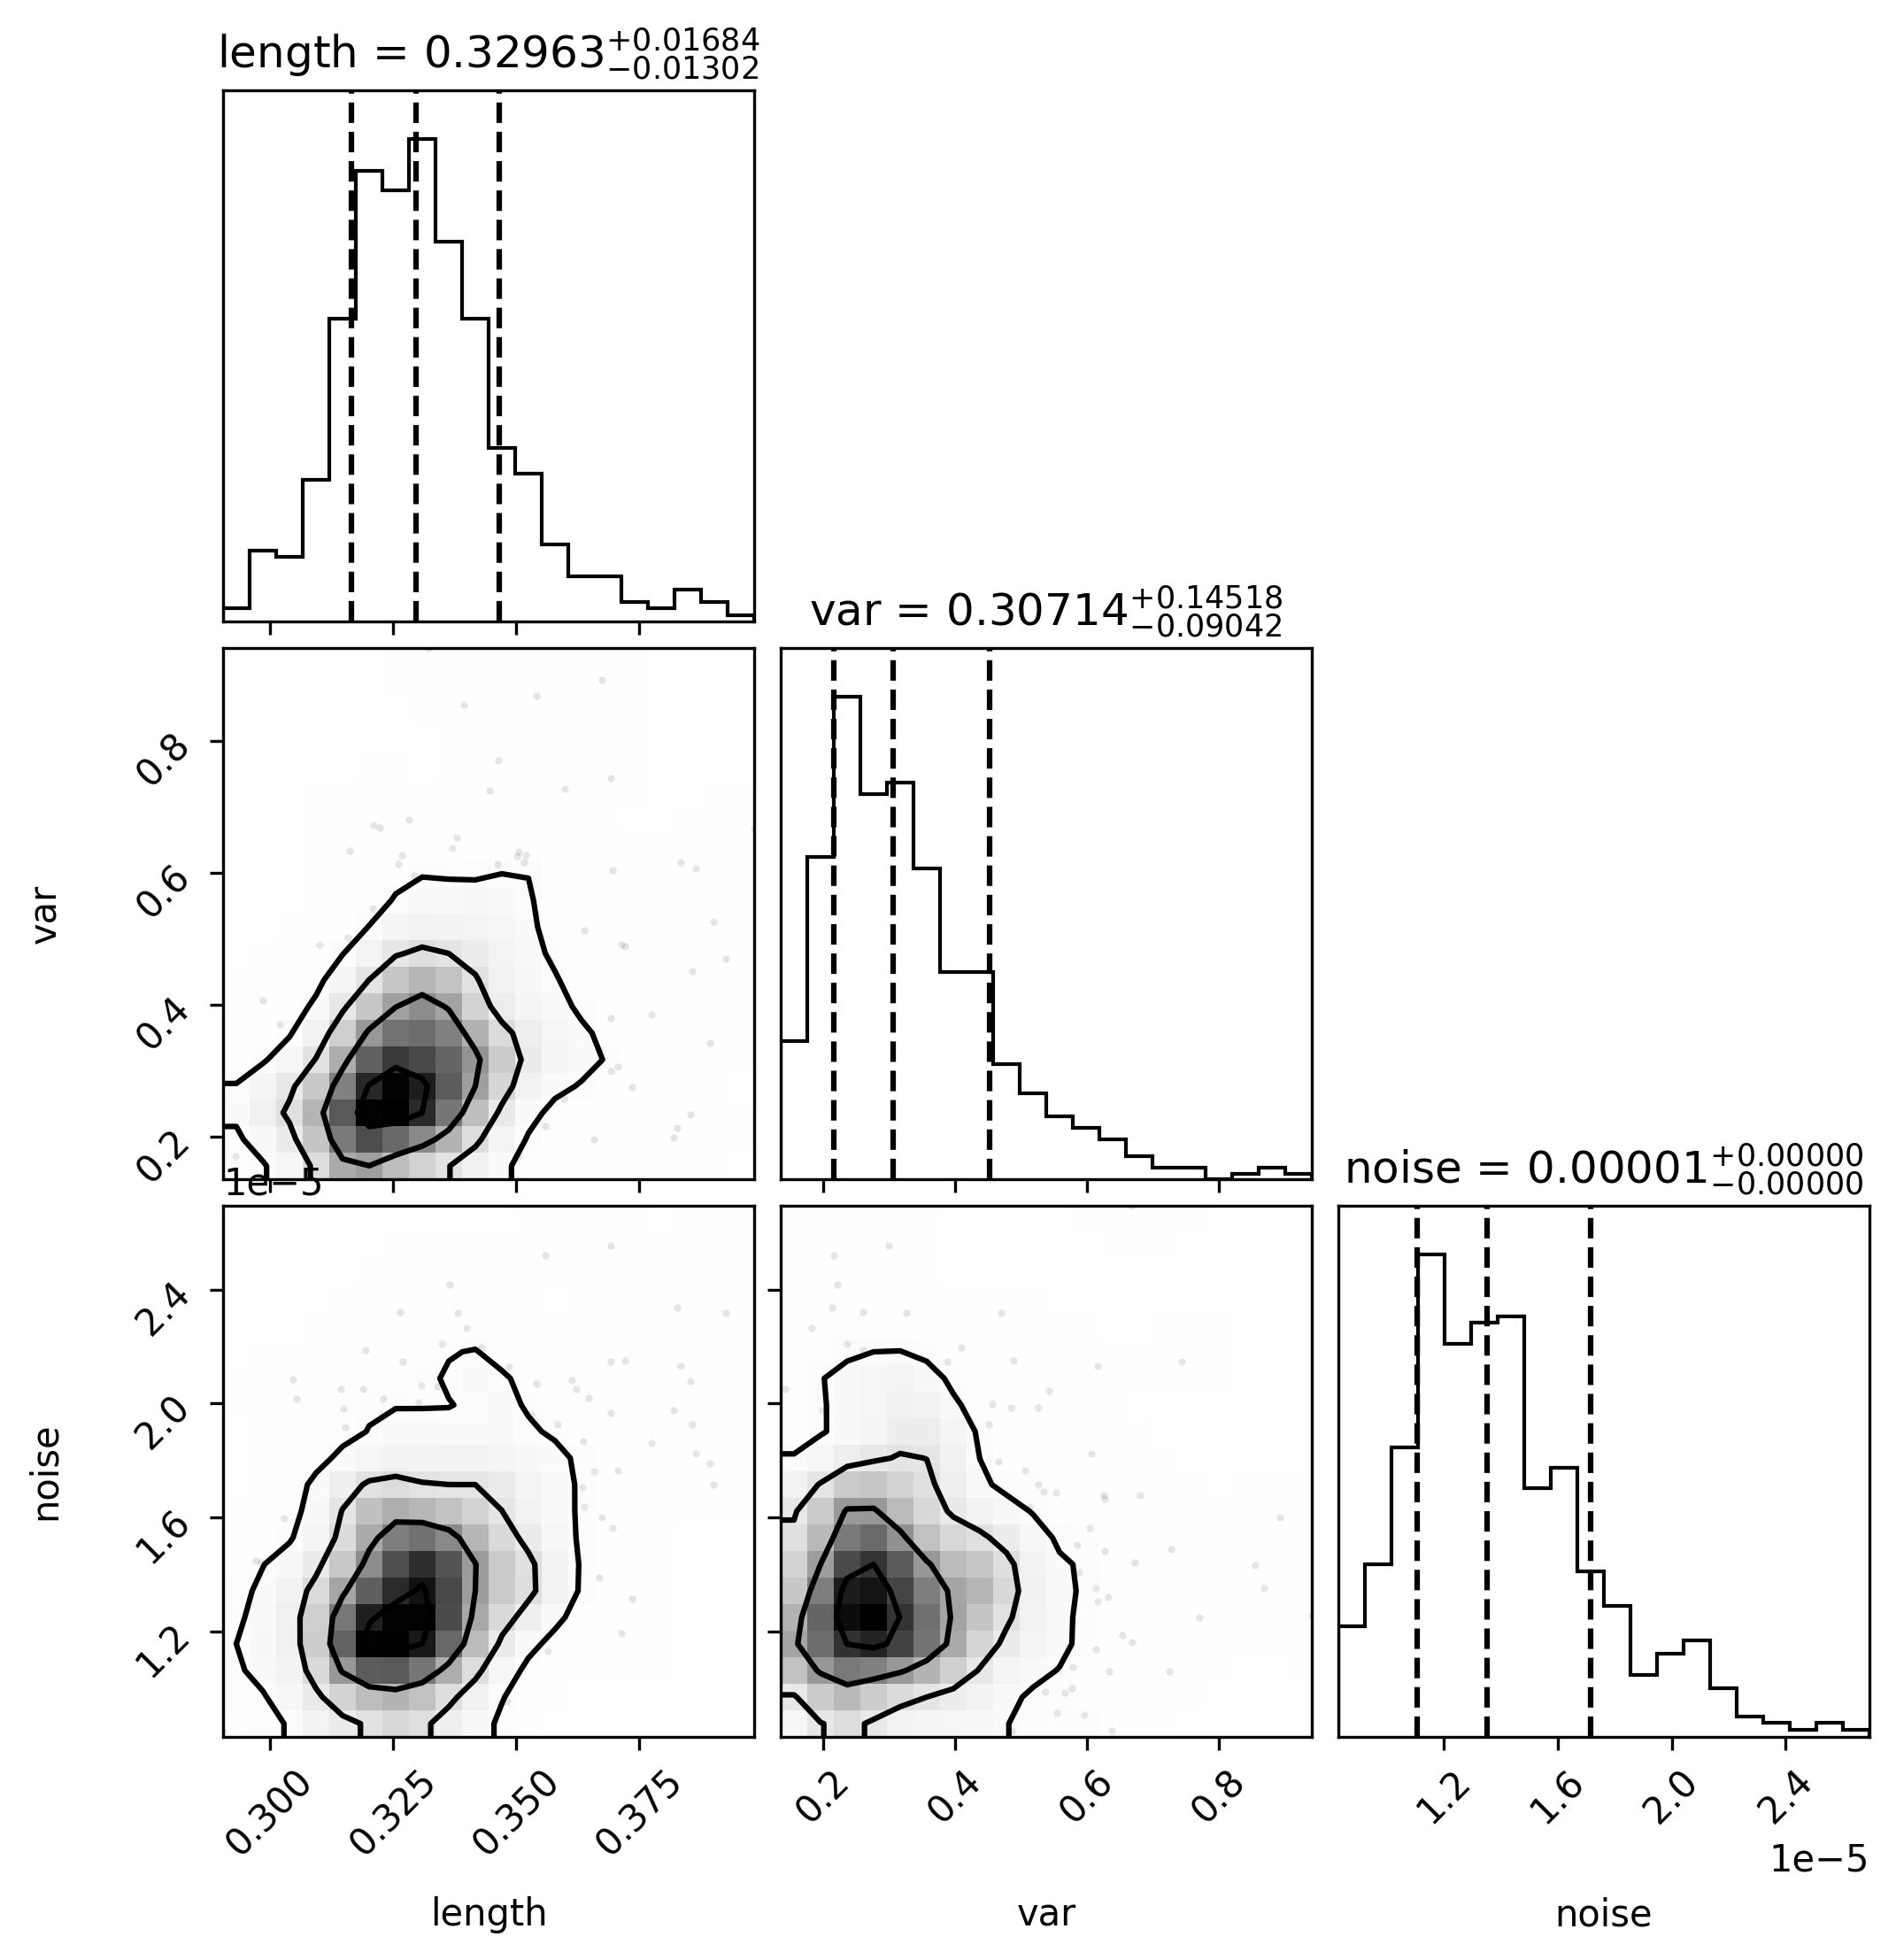 length = 0.32963 +0.01684 −0.01302
var = 0.30714 +0.14518 −0.09042
0.8
0.6
var
0.4
0.2
1e−5
noise = 0.00001 +0.00000 −0.00000
2.4
2.0
noise
1.6
1.2
0.300 0.325 0.350 0.375 0.2 0.4 0.6 0.8 1.2 1.6 2.0 2.4
1e−5
length var noise